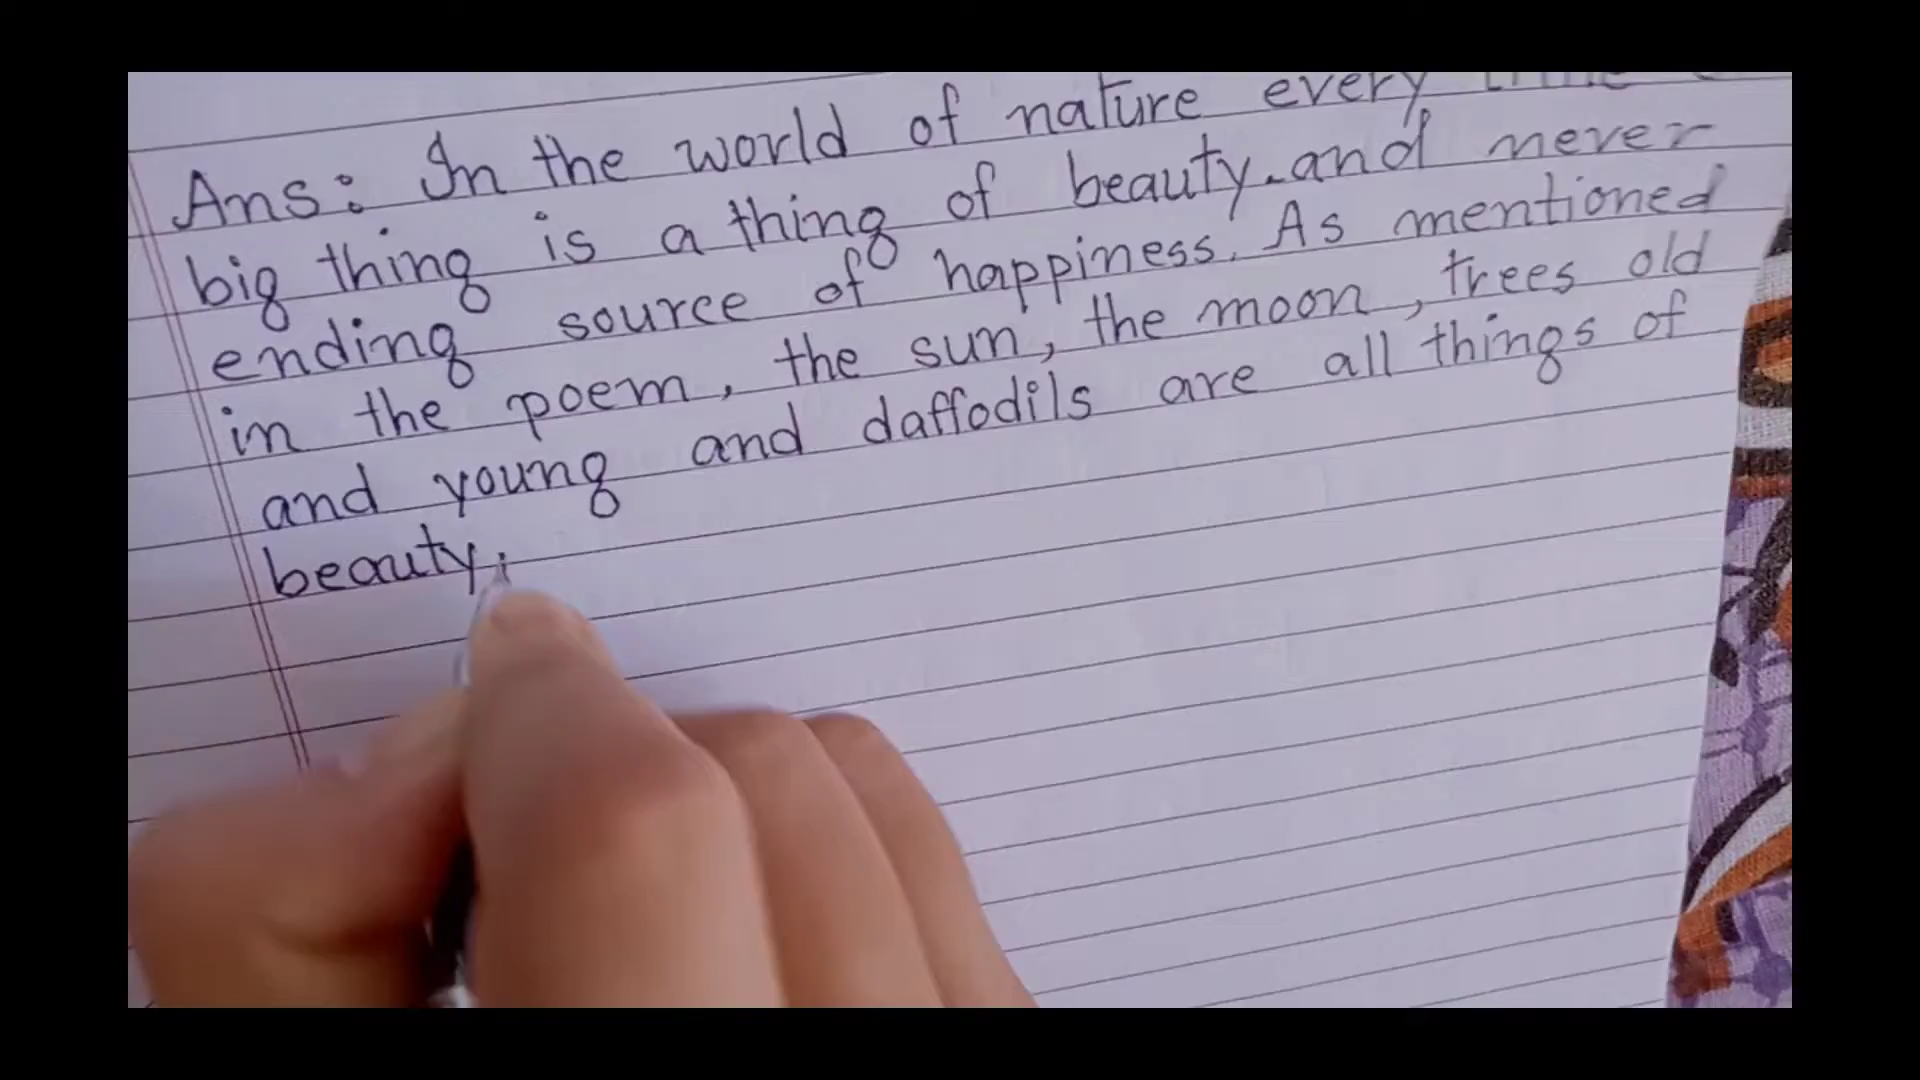 Ans: In the world of nature every
big thing is a thing of beauty.and never
ending source of happiness. As mentioned
in the poem, the sun, the moon, trees old
and young and daffodils are all things of
beauty.